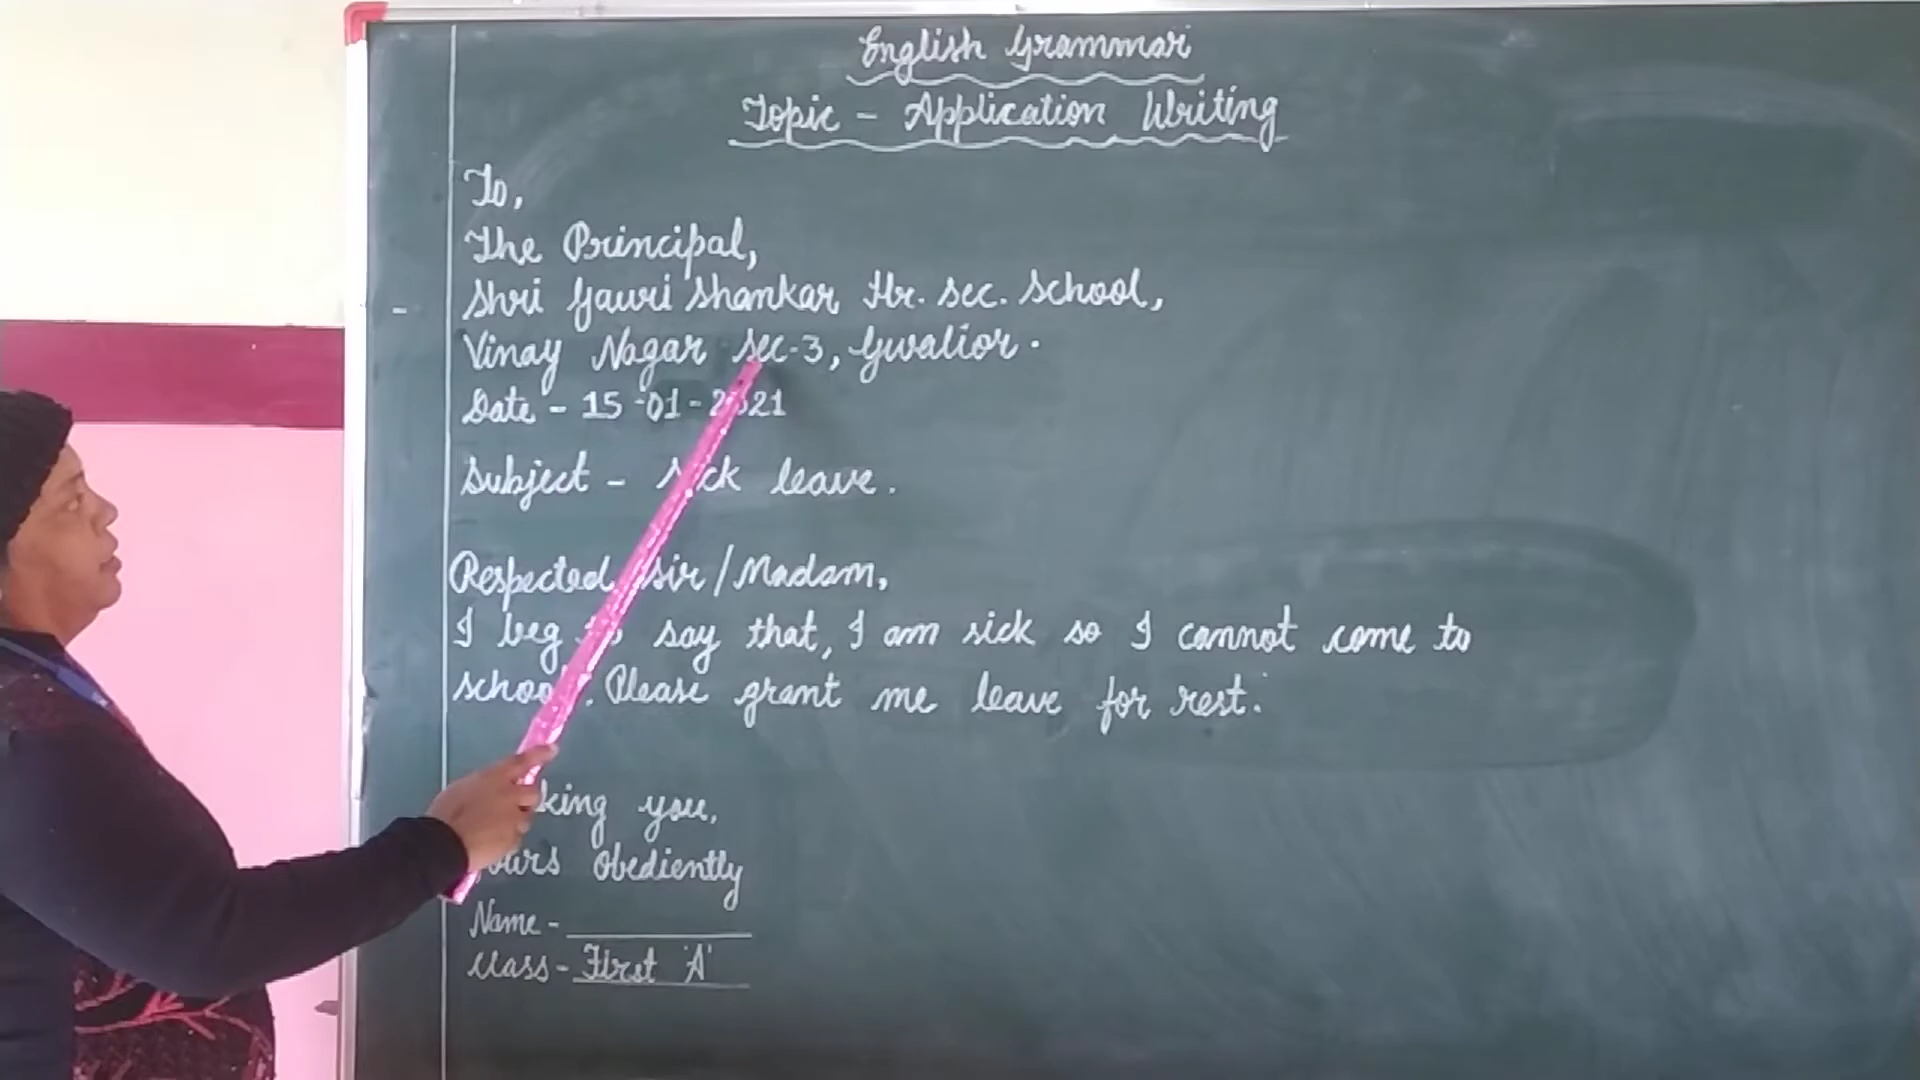 English Grammar
Topic - Application Writing
To,
The Principal,
Shri Gauri Shankar Hr. Sec. School,
Vinay Nagar Sec-3, Gwalior.
Date - 15-01-2021
Subject - Sick leave.
Respected Sir/Madam,
I beg to say that, I am sick so I cannot come to
school. Please grant me leave for rest.
king you,
ours Obediently
Name-
Class- First 'A'